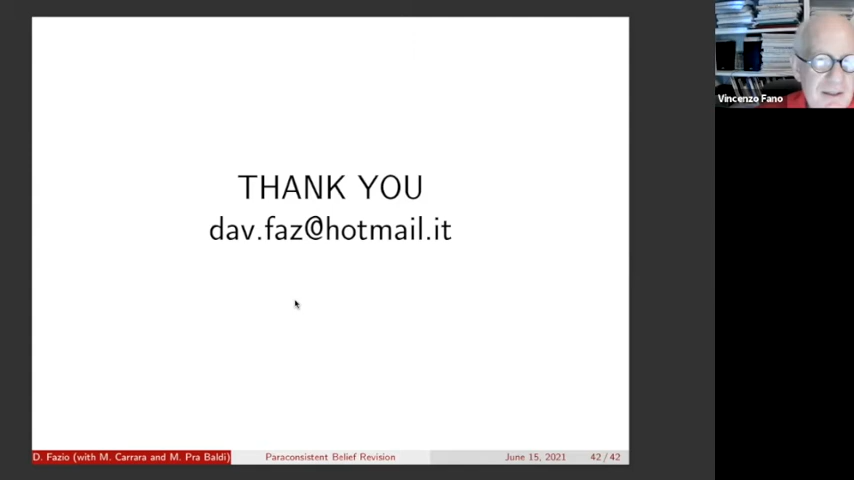 THANK YOU
dav.faz@hotmail.it
D. Fazio (with M. Carrara and M. Pra Baldi)
Paraconsistent Belief Revision
June 15, 2021
42 / 42
Vincenzo Fano